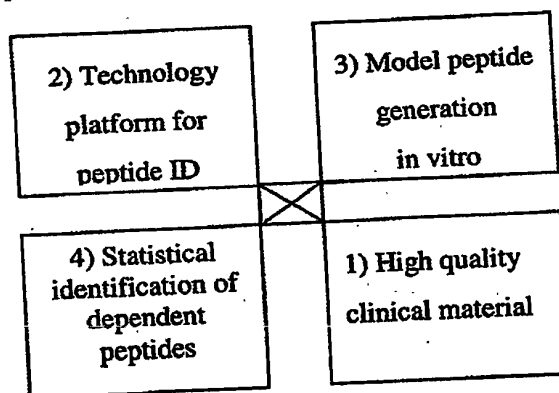 2) Technology
platform for
peptide ID
3) Model peptide
generation
in vitro
4) Statistical
identification of
dependent
peptides
1) High quality
clinical material